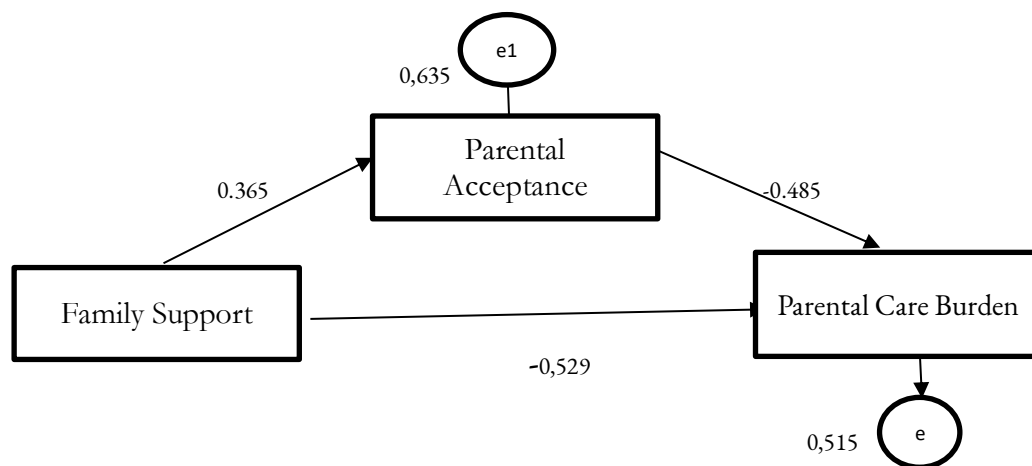 e1
0,635
Parental
Acceptance
0.365
-0.485
Family Support
Parental Care Burden
-0,529
0,515
e